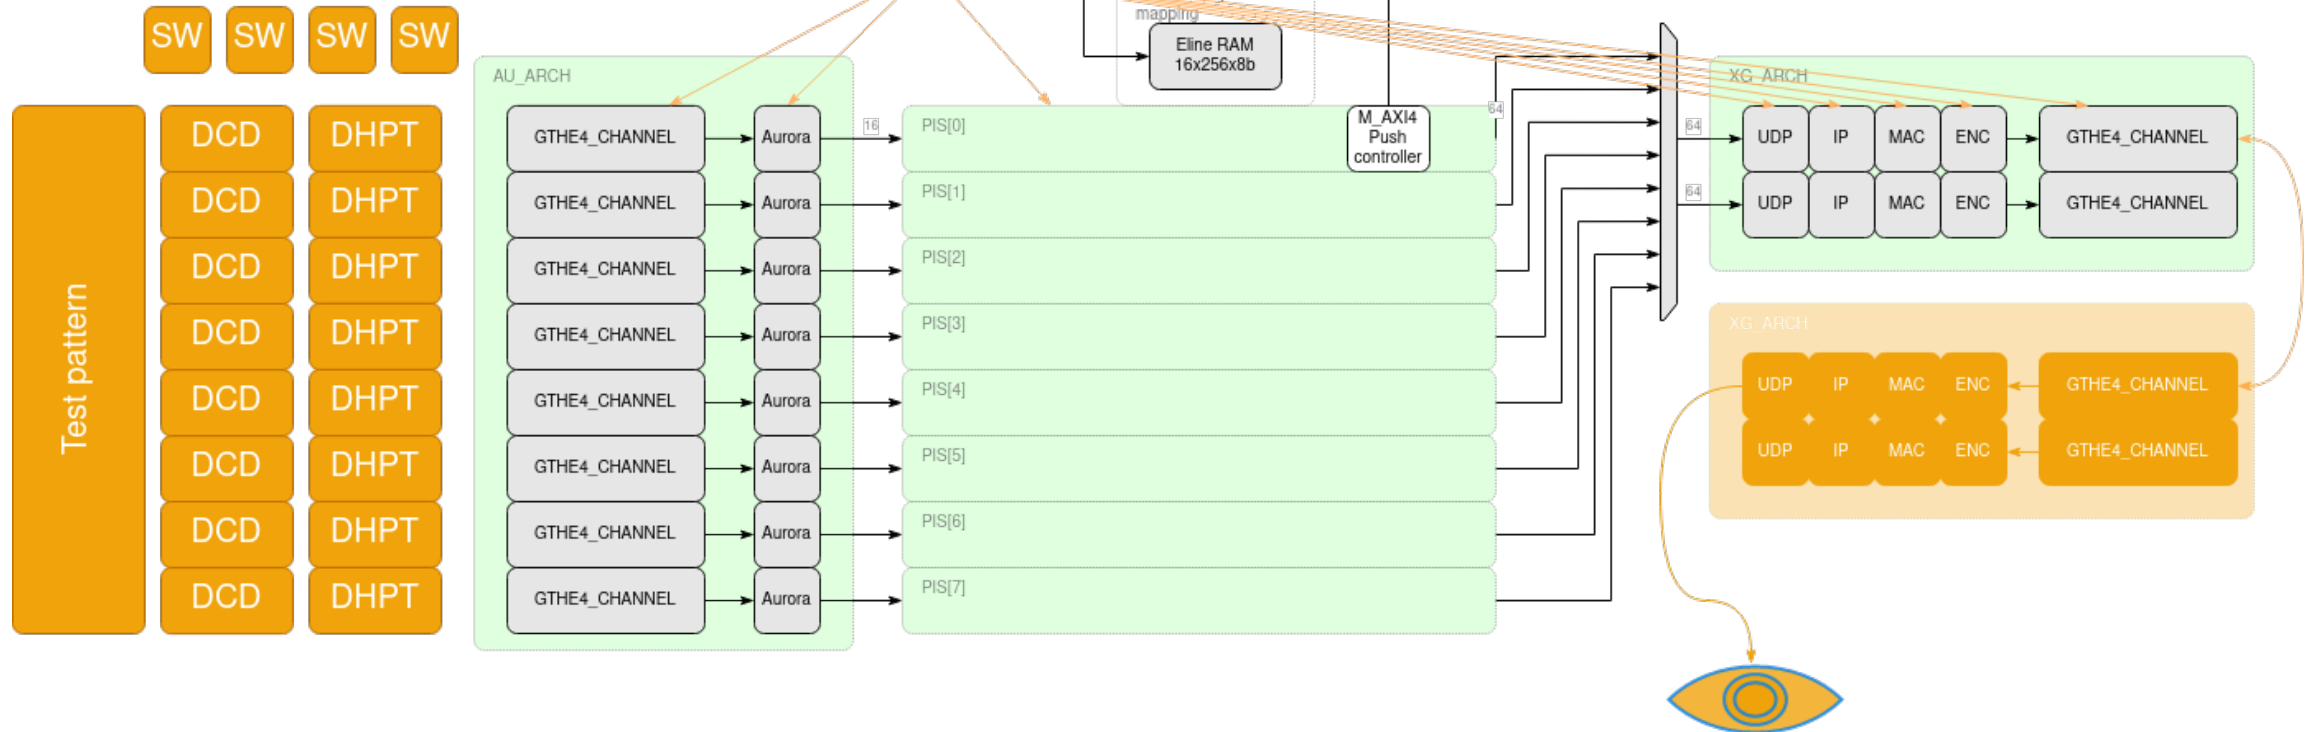 SW SW SW SW
mapping
Eline RAM
16x256x8b
AU_ARCH
XG_ARCH
Test pattern
DCD DHPT GTHE4_CHANNEL Aurora 16 PIS[0]
M_AXI4
Push
controller
64
64 UDP IP MAC ENC GTHE4_CHANNEL
DCD DHPT GTHE4_CHANNEL Aurora PIS[1]
64 UDP IP MAC ENC GTHE4_CHANNEL
DCD DHPT GTHE4_CHANNEL Aurora PIS[2]
DCD DHPT GTHE4_CHANNEL Aurora PIS[3]
XG_ARCH
DCD DHPT GTHE4_CHANNEL Aurora PIS[4]
UDP IP MAC ENC GTHE4_CHANNEL
DCD DHPT GTHE4_CHANNEL Aurora PIS[5]
UDP IP MAC ENC GTHE4_CHANNEL
DCD DHPT GTHE4_CHANNEL Aurora PIS[6]
DCD DHPT GTHE4_CHANNEL Aurora PIS[7]